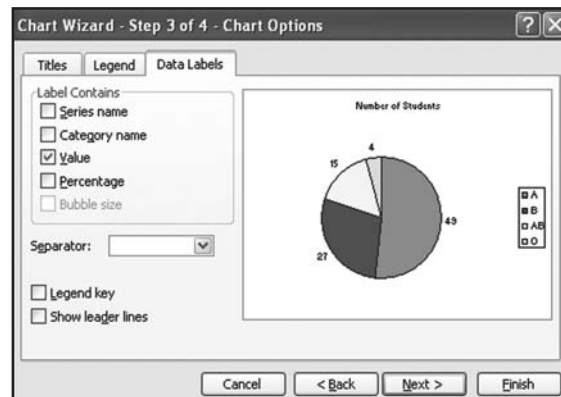 Chart Wizard - Step 3 of 4 - Chart Options
Titles
Legend
Data Labels
Label Contains
Series name
Category name
Value
Percentage
Bubble size
Separator:
Legend key
Show leader lines
Number of Students
4
15
49
27
A
B
AB
O
Cancel
< Back
Next >
Finish